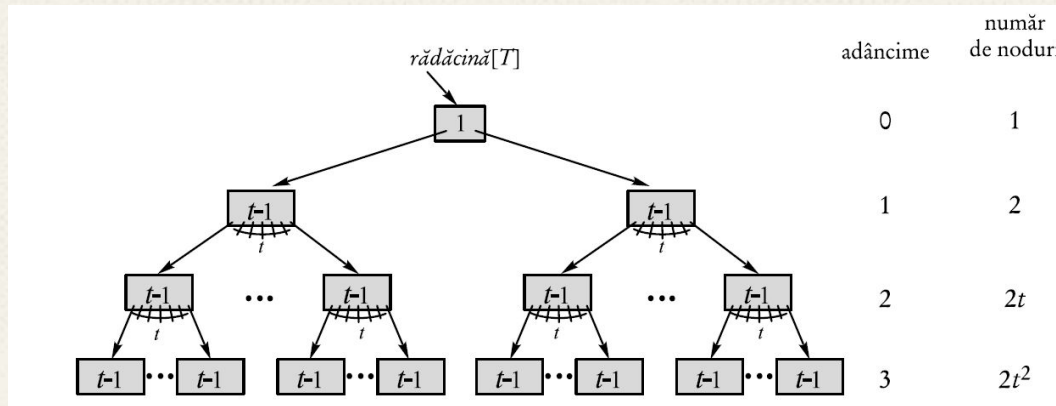 număr
adâncime de noduri
rădăcină[T]
1 0 1
t-1 t-1 1 2
t t
t-1 ••• t-1 t-1 ••• t-1 2 2t
t t t t
t-1 ••• t-1 t-1 ••• t-1 t-1 ••• t-1 t-1 ••• t-1 3 2t²